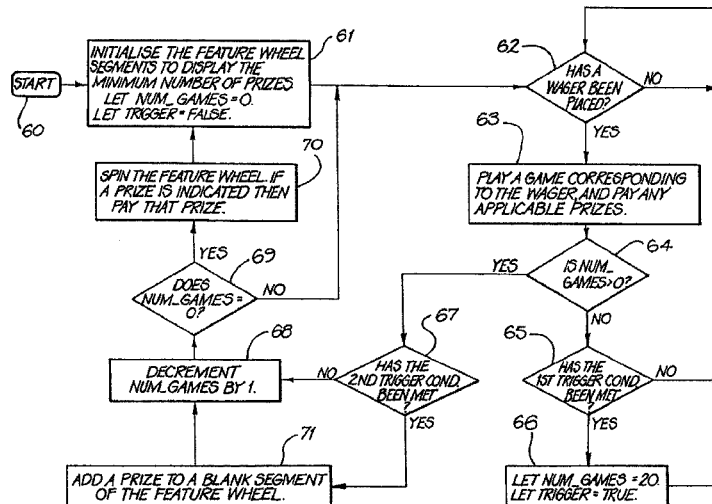 START
60
INITIALISE THE FEATURE WHEEL
SEGMENTS TO DISPLAY THE
MINIMUM NUMBER OF PRIZES
LET NUM_GAMES = 0.
LET TRIGGER = FALSE.
61
62
HAS A
WAGER BEEN
PLACED?
NO
YES
63
PLAY A GAME CORRESPONDING
TO THE WAGER, AND PAY ANY
APPLICABLE PRIZES.
64
IS NUM_
GAMES>0?
YES
NO
65
HAS THE
1ST TRIGGER COND.
BEEN MET
?
NO
YES
66
LET NUM_GAMES = 20.
LET TRIGGER = TRUE.
67
HAS THE
2ND TRIGGER COND.
BEEN MET
?
NO
YES
68
DECREMENT
NUM_GAMES BY 1.
69
DOES
NUM_GAMES =
0?
YES
NO
70
SPIN THE FEATURE WHEEL. IF
A PRIZE IS INDICATED THEN
PAY THAT PRIZE.
71
ADD A PRIZE TO A BLANK SEGMENT
OF THE FEATURE WHEEL.